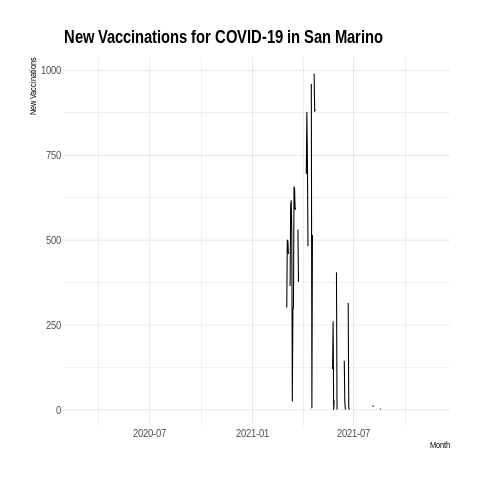 New Vaccinations for COVID-19 in San Marino
New Vaccinations
1000
750
500
250
0
2020-07 2021-01 2021-07
Month